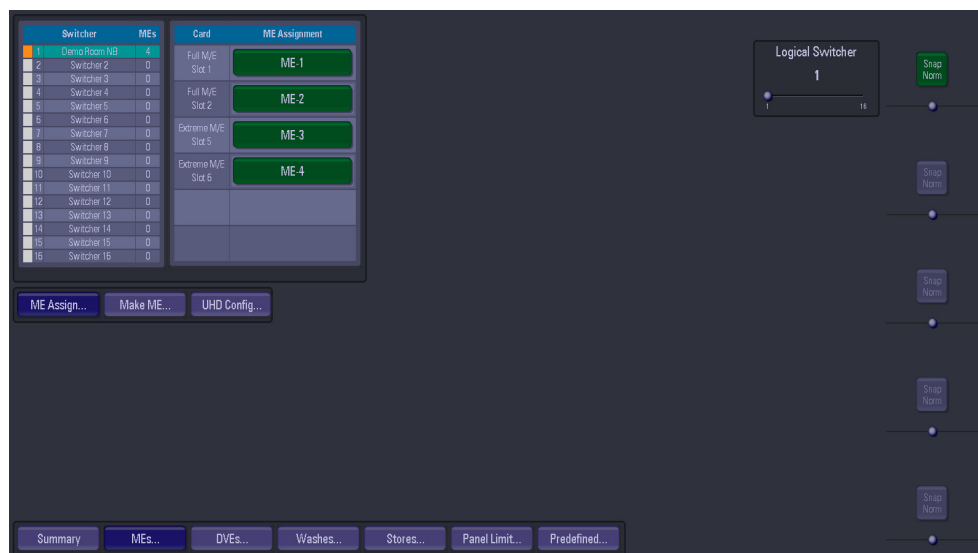 Switcher MEs
1 Demo Room NB 4
2 Switcher 2 0
3 Switcher 3 0
4 Switcher 4 0
5 Switcher 5 0
6 Switcher 6 0
7 Switcher 7 0
8 Switcher 8 0
9 Switcher 9 0
10 Switcher 10 0
11 Switcher 11 0
12 Switcher 12 0
13 Switcher 13 0
14 Switcher 14 0
15 Switcher 15 0
16 Switcher 16 0
Card ME Assignment
Full M/E
Slot 1
ME-1
Full M/E
Slot 2
ME-2
Extreme M/E
Slot 5
ME-3
Extreme M/E
Slot 6
ME-4
Logical Switcher
1
1 16
Snap
Norm
Snap
Norm
Snap
Norm
Snap
Norm
Snap
Norm
ME Assign... Make ME... UHD Config...
Summary MEs... DVEs... Washes... Stores... Panel Limit... Predefined...